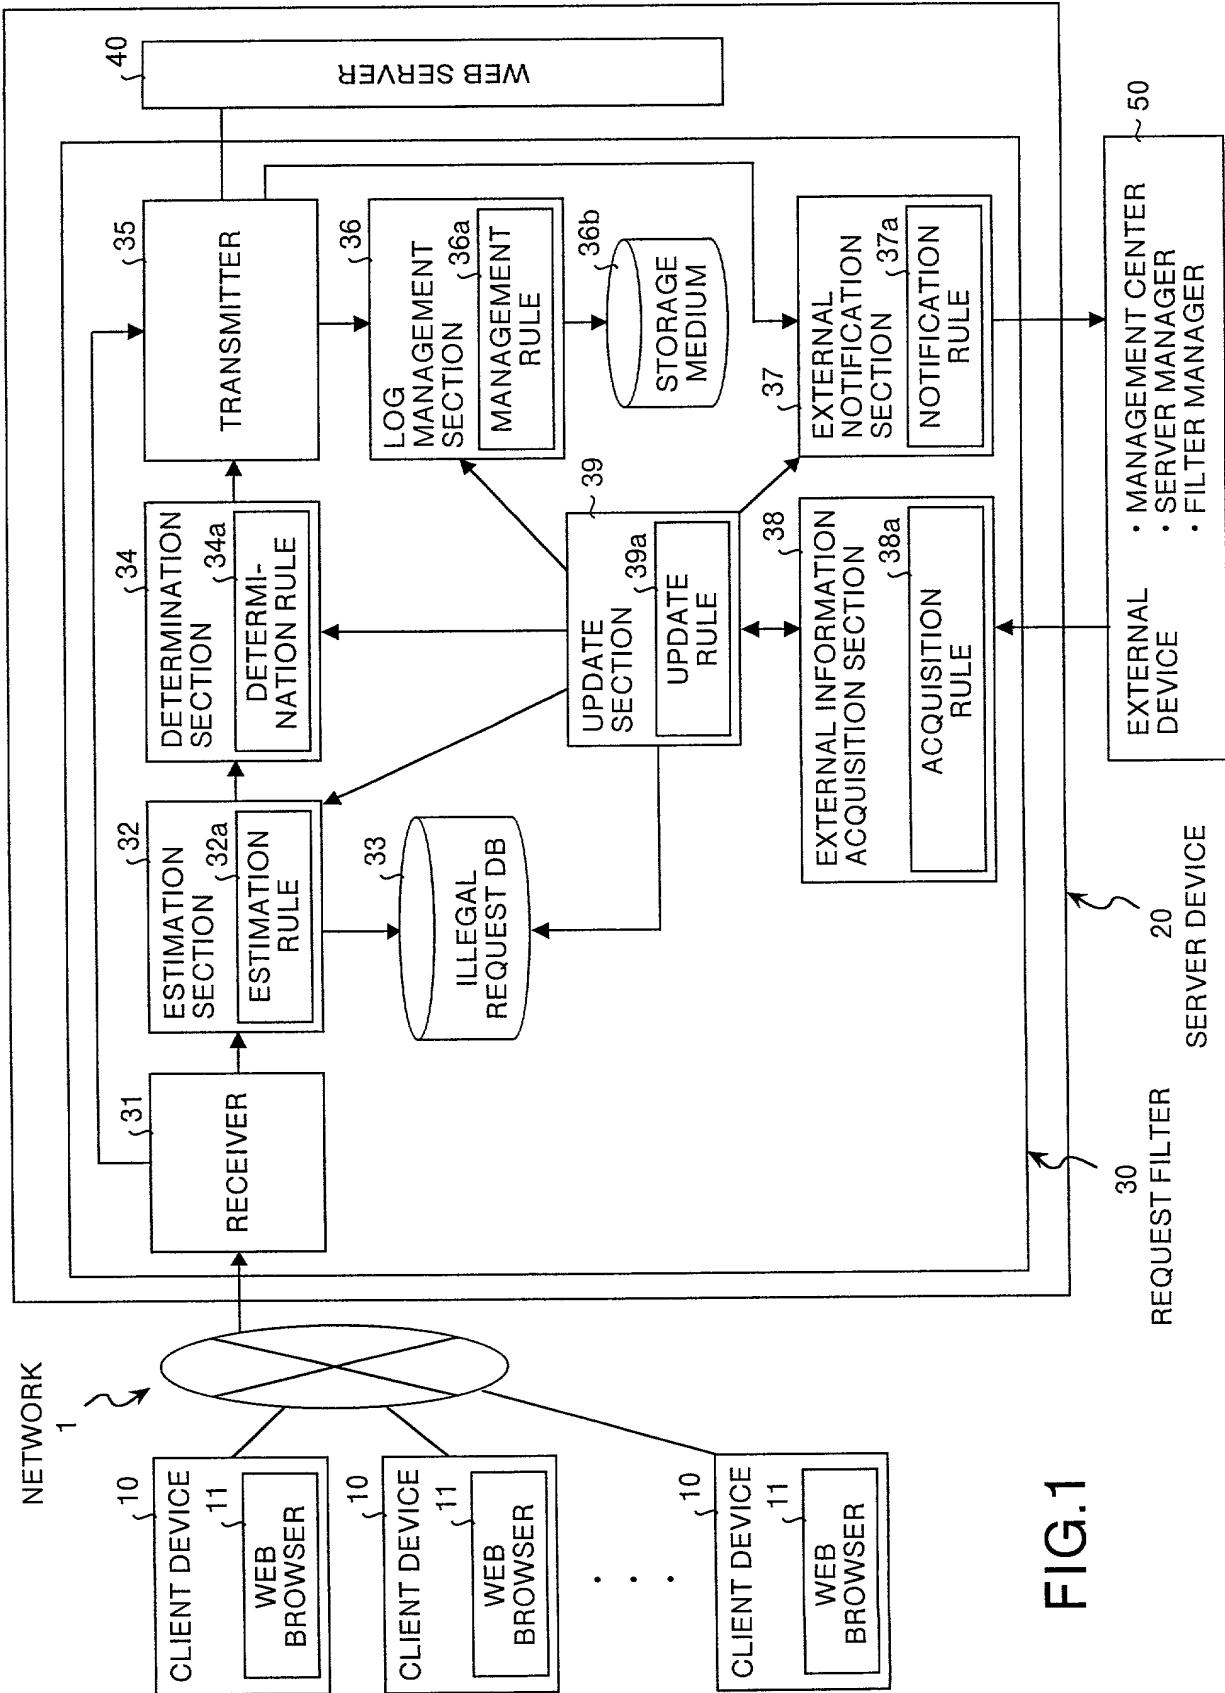 NETWORK
1
10
CLIENT DEVICE
11
WEB
BROWSER
10
CLIENT DEVICE
11
WEB
BROWSER
. . .
10
CLIENT DEVICE
11
WEB
BROWSER
31
RECEIVER
32
ESTIMATION
SECTION
32a
ESTIMATION
RULE
33
ILLEGAL
REQUEST DB
34
DETERMINATION
SECTION
34a
DETERMI-
NATION RULE
35
TRANSMITTER
40
WEB SERVER
36
LOG
MANAGEMENT
SECTION
36a
MANAGEMENT
RULE
36b
STORAGE
MEDIUM
39
UPDATE
SECTION
39a
UPDATE
RULE
37
EXTERNAL
NOTIFICATION
SECTION
37a
NOTIFICATION
RULE
38
EXTERNAL INFORMATION
ACQUISITION SECTION
38a
ACQUISITION
RULE
50
EXTERNAL
DEVICE
· MANAGEMENT CENTER
· SERVER MANAGER
· FILTER MANAGER
20
SERVER DEVICE
30
REQUEST FILTER
FIG.1